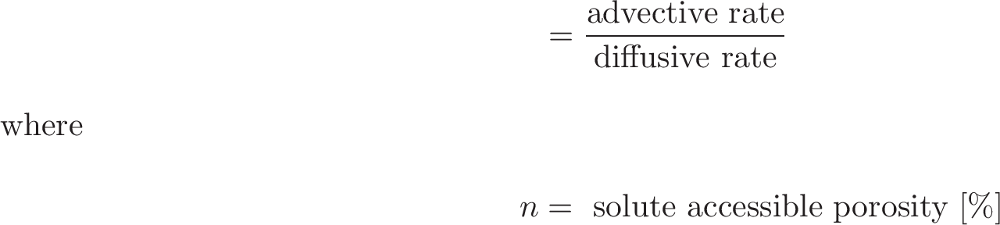 = advective rate / diffusive rate
where
n = solute accessible porosity [%]